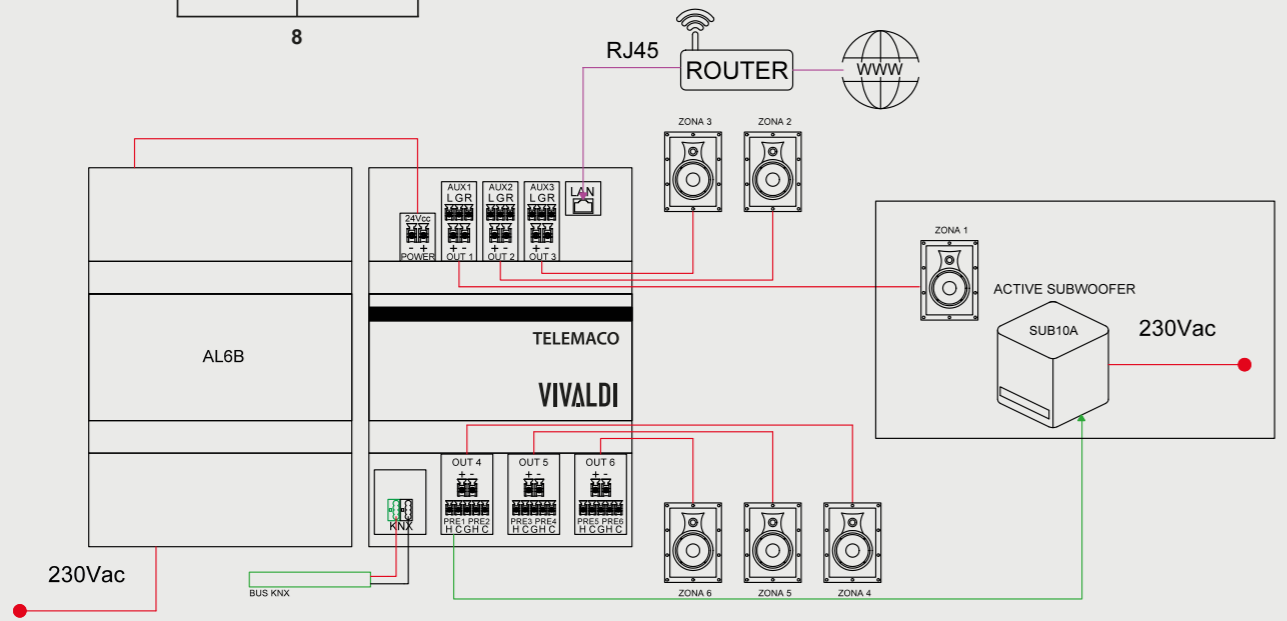 8
RJ45
ROUTER
WWW
ZONA 3
ZONA 2
AUX1
L G R
AUX2
L G R
AUX3
L G R
LAN
24Vcc
- +
POWER
+ -
OUT 1
+ -
OUT 2
+ -
OUT 3
ZONA 1
ACTIVE SUBWOOFER
SUB10A
230Vac
AL6B
TELEMACO
VIVALDI
OUT 4
+ -
OUT 5
+ -
OUT 6
+ -
KNX
PRE1 PRE2
H C G H C
PRE3 PRE4
H C G H C
PRE5 PRE6
H C G H C
230Vac
BUS KNX
ZONA 6
ZONA 5
ZONA 4